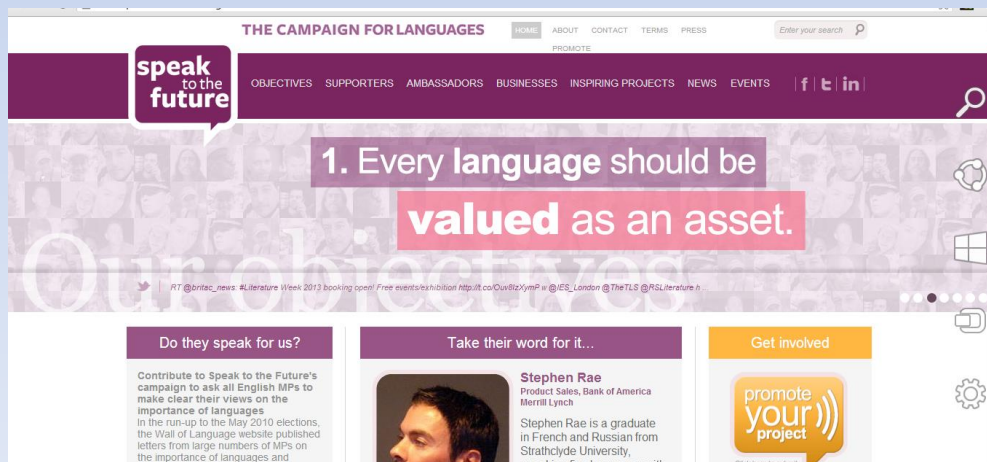 THE CAMPAIGN FOR LANGUAGES
HOME ABOUT CONTACT TERMS PRESS
PROMOTE
Enter your search
speak
to the
future
OBJECTIVES SUPPORTERS AMBASSADORS BUSINESSES INSPIRING PROJECTS NEWS EVENTS
f t in
1. Every language should be
valued as an asset.
Our objectives
RT @britac_news: #Literature Week 2013 booking open! Free events/exhibition http://t.co/Ouv8IzXymP w @IES_London @TheTLS @RSLiterature h ..
Do they speak for us?
Contribute to Speak to the Future's
campaign to ask all English MPs to
make clear their views on the
importance of languages
In the run-up to the May 2010 elections,
the Wall of Language website published
letters from large numbers of MPs on
the importance of languages and
Take their word for it...
Stephen Rae
Product Sales, Bank of America
Merrill Lynch
Stephen Rae is a graduate
in French and Russian from
Strathclyde University,
Get involved
promote
your
project